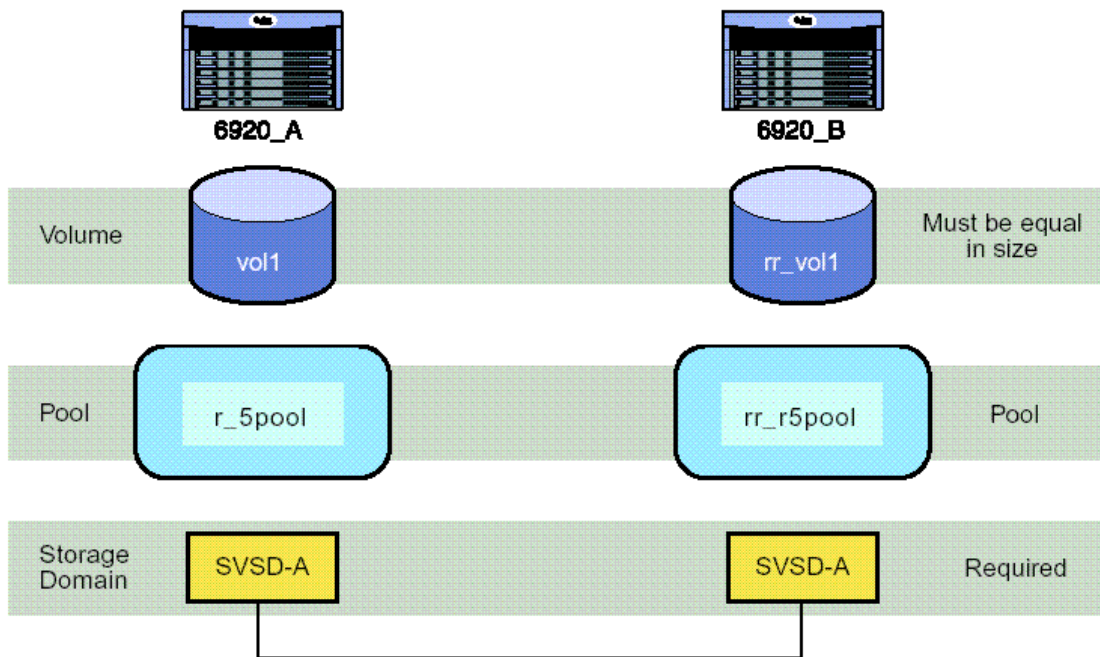 6920_A
6920_B
Volume
vol1
rr_vol1
Must be equal
in size
Pool
r_5pool
rr_r5pool
Pool
Storage
Domain
SVSD-A
SVSD-A
Required